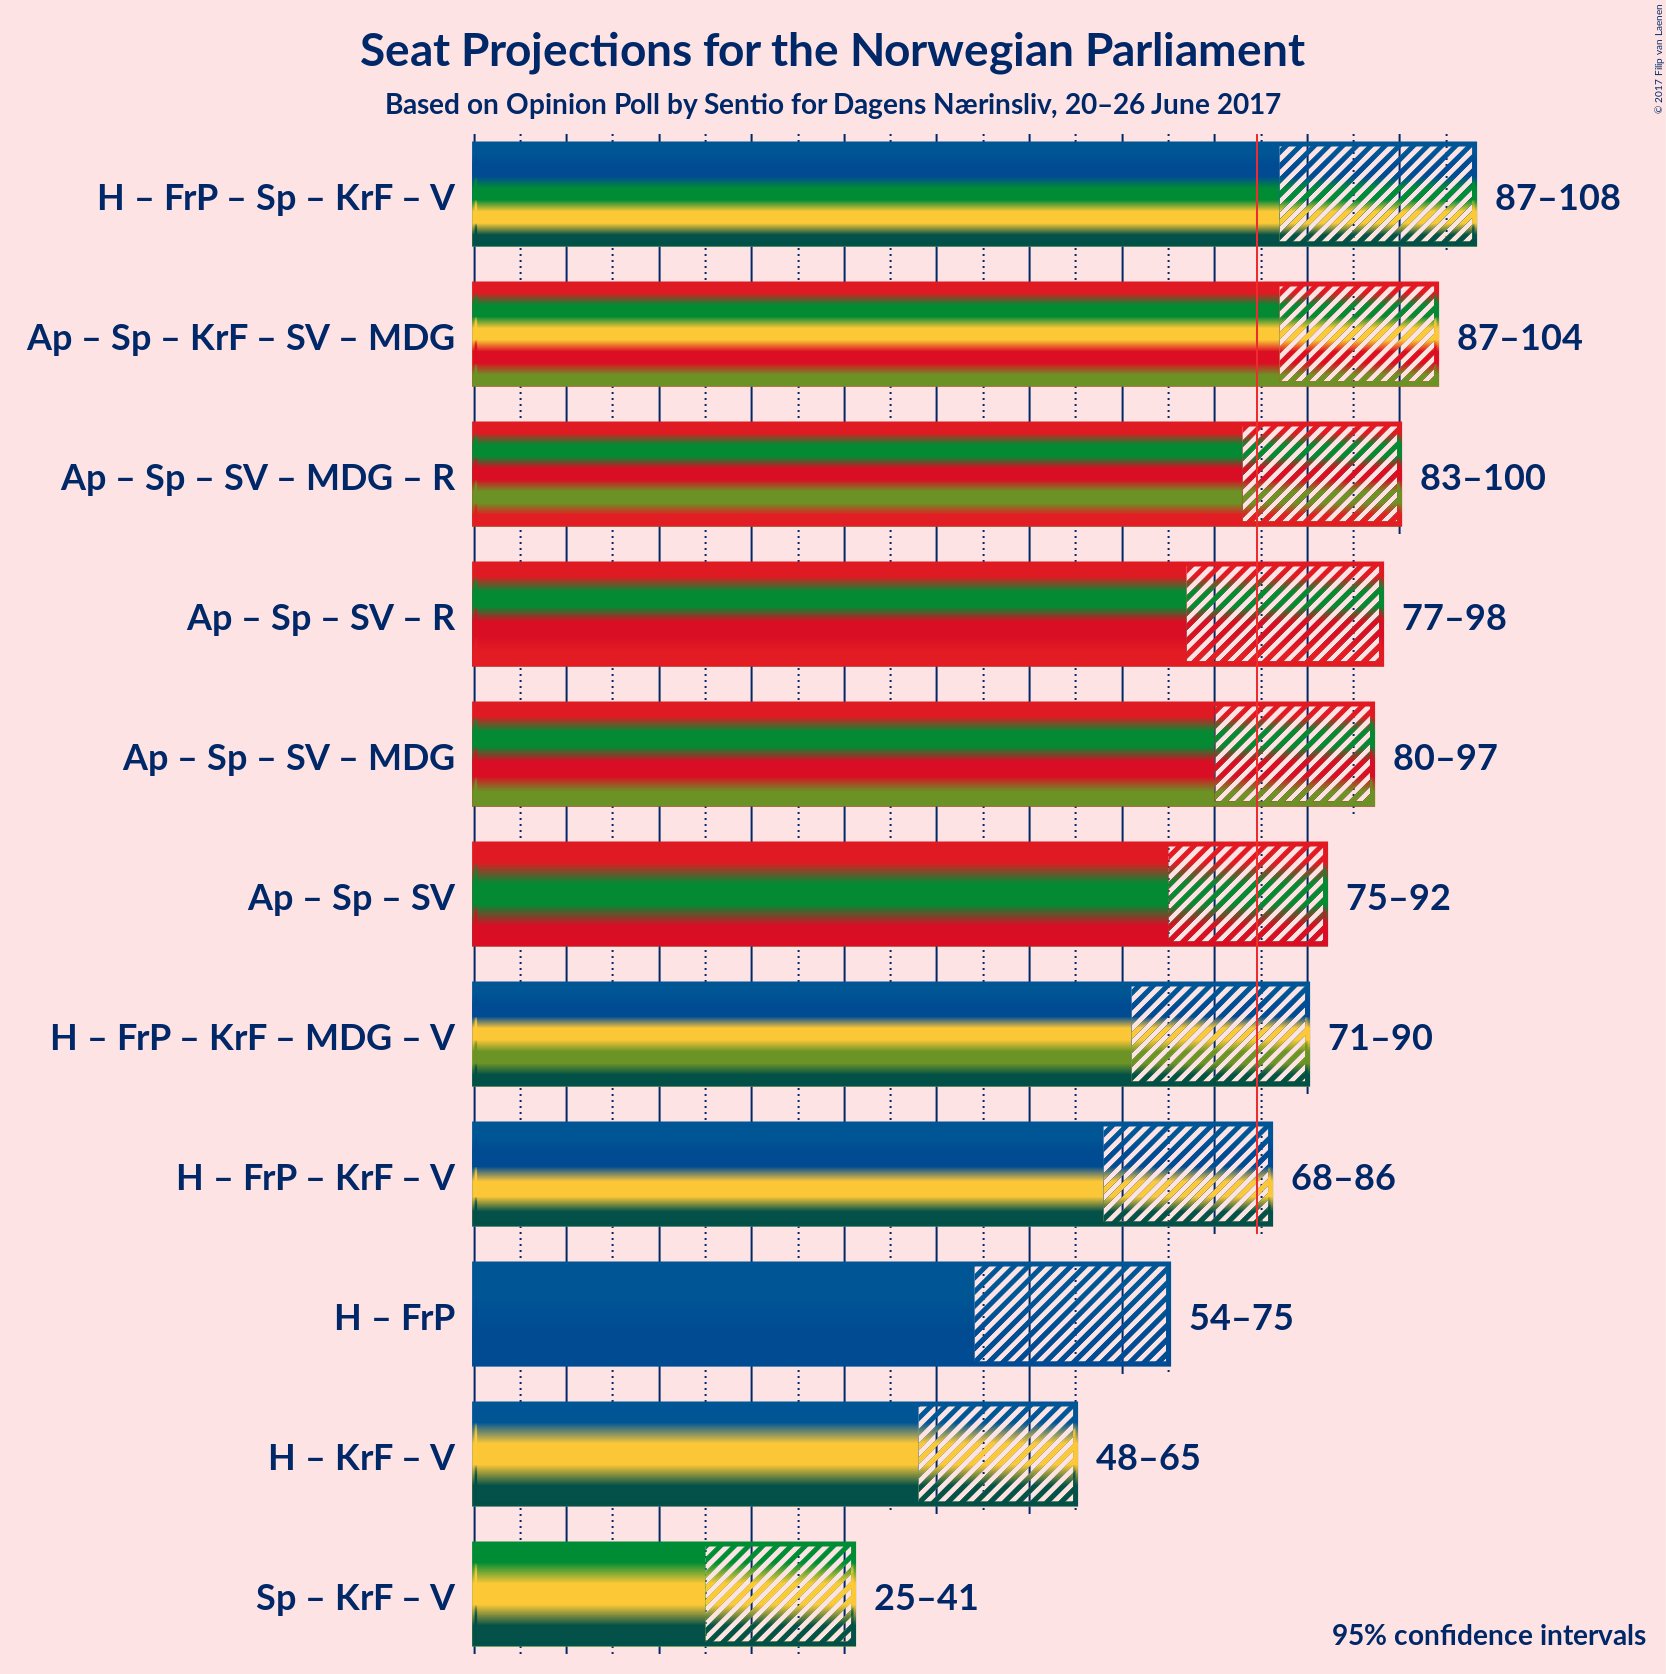 Seat Projections for the Norwegian Parliament
Based on Opinion Poll by Sentio for Dagens Nærinsliv, 20–26 June 2017
© 2017 Filip van Laenen
H – FrP – Sp – KrF – V 87–108
Ap – Sp – KrF – SV – MDG 87–104
Ap – Sp – SV – MDG – R 83–100
Ap – Sp – SV – R 77–98
Ap – Sp – SV – MDG 80–97
Ap – Sp – SV 75–92
H – FrP – KrF – MDG – V 71–90
H – FrP – KrF – V 68–86
H – FrP 54–75
H – KrF – V 48–65
Sp – KrF – V 25–41
95% confidence intervals